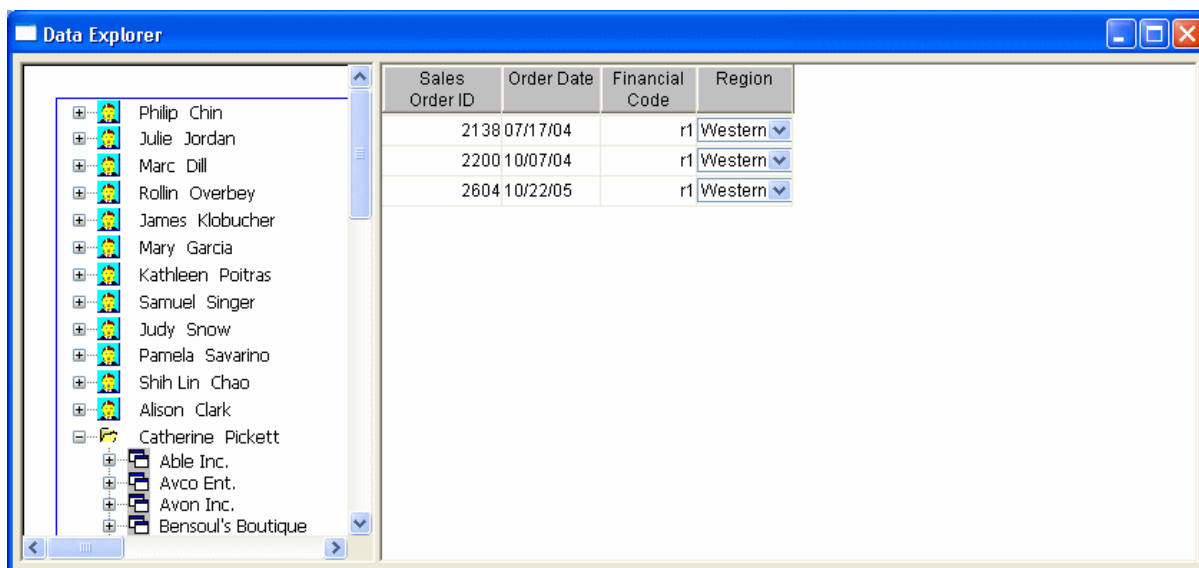 Data Explorer
Philip Chin
Julie Jordan
Marc Dill
Rollin Overbey
James Klobucher
Mary Garcia
Kathleen Poitras
Samuel Singer
Judy Snow
Pamela Savarino
Shih Lin Chao
Alison Clark
Catherine Pickett
Able Inc.
Avco Ent.
Avon Inc.
Bensoul's Boutique
Sales Order ID Order Date Financial Code Region
2138 07/17/04 r1 Western
2200 10/07/04 r1 Western
2604 10/22/05 r1 Western